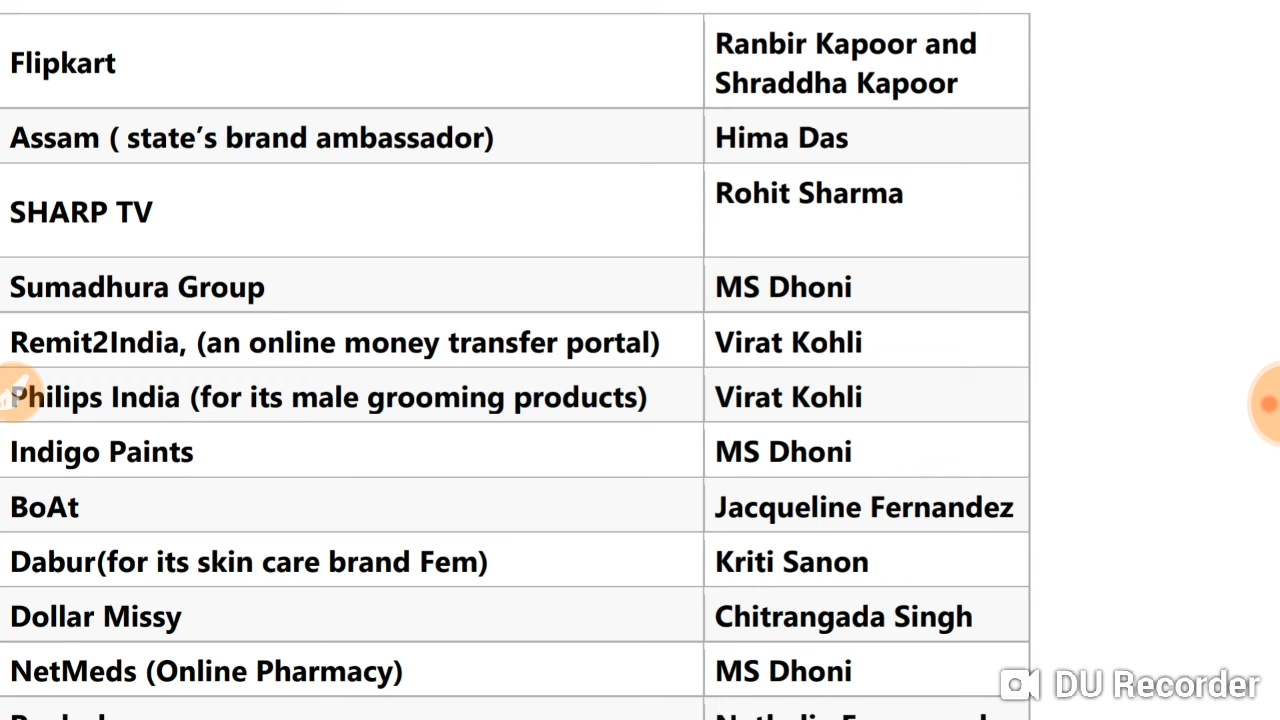 Flipkart
Ranbir Kapoor and
Shraddha Kapoor
Assam ( state’s brand ambassador)
Hima Das
SHARP TV
Rohit Sharma
Sumadhura Group
MS Dhoni
Remit2India, (an online money transfer portal)
Virat Kohli
Philips India (for its male grooming products)
Virat Kohli
Indigo Paints
MS Dhoni
BoAt
Jacqueline Fernandez
Dabur(for its skin care brand Fem)
Kriti Sanon
Dollar Missy
Chitrangada Singh
NetMeds (Online Pharmacy)
MS Dhoni
DU Recorder